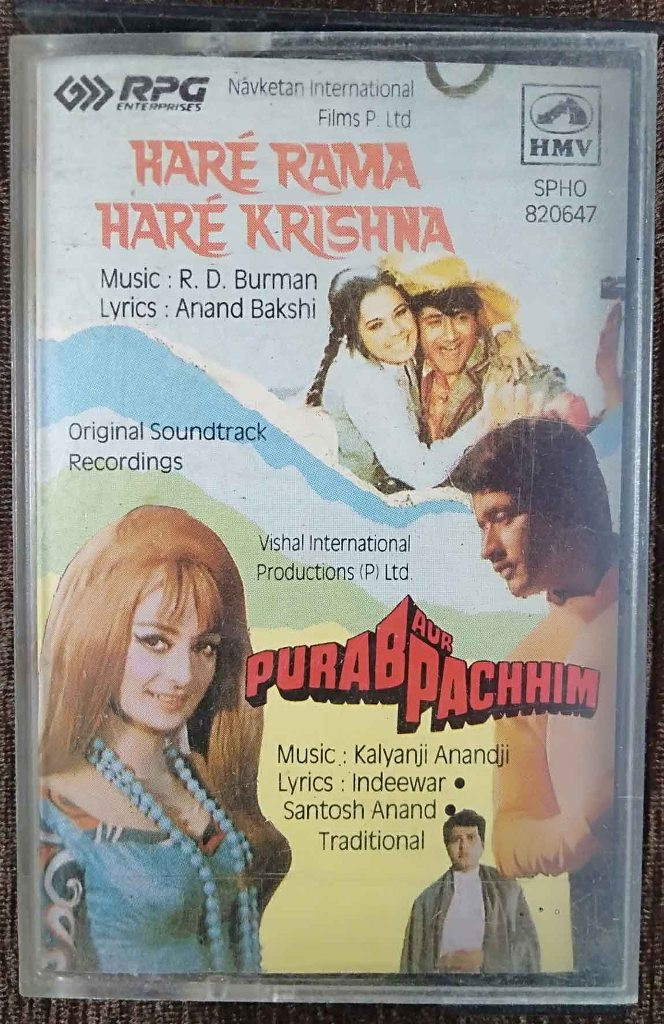 RPG
ENTERPRISES
Navketan International
Films P. Ltd
HMV
SPHO
820647
HARÉ RAMA
HARÉ KRISHNA
Music : R. D. Burman
Lyrics : Anand Bakshi
Original Soundtrack
Recordings
Vishal International
Productions (P) Ltd.
PURAB AUR PACHHIM
Music : Kalyanji Anandji
Lyrics : Indeewar •
Santosh Anand •
Traditional